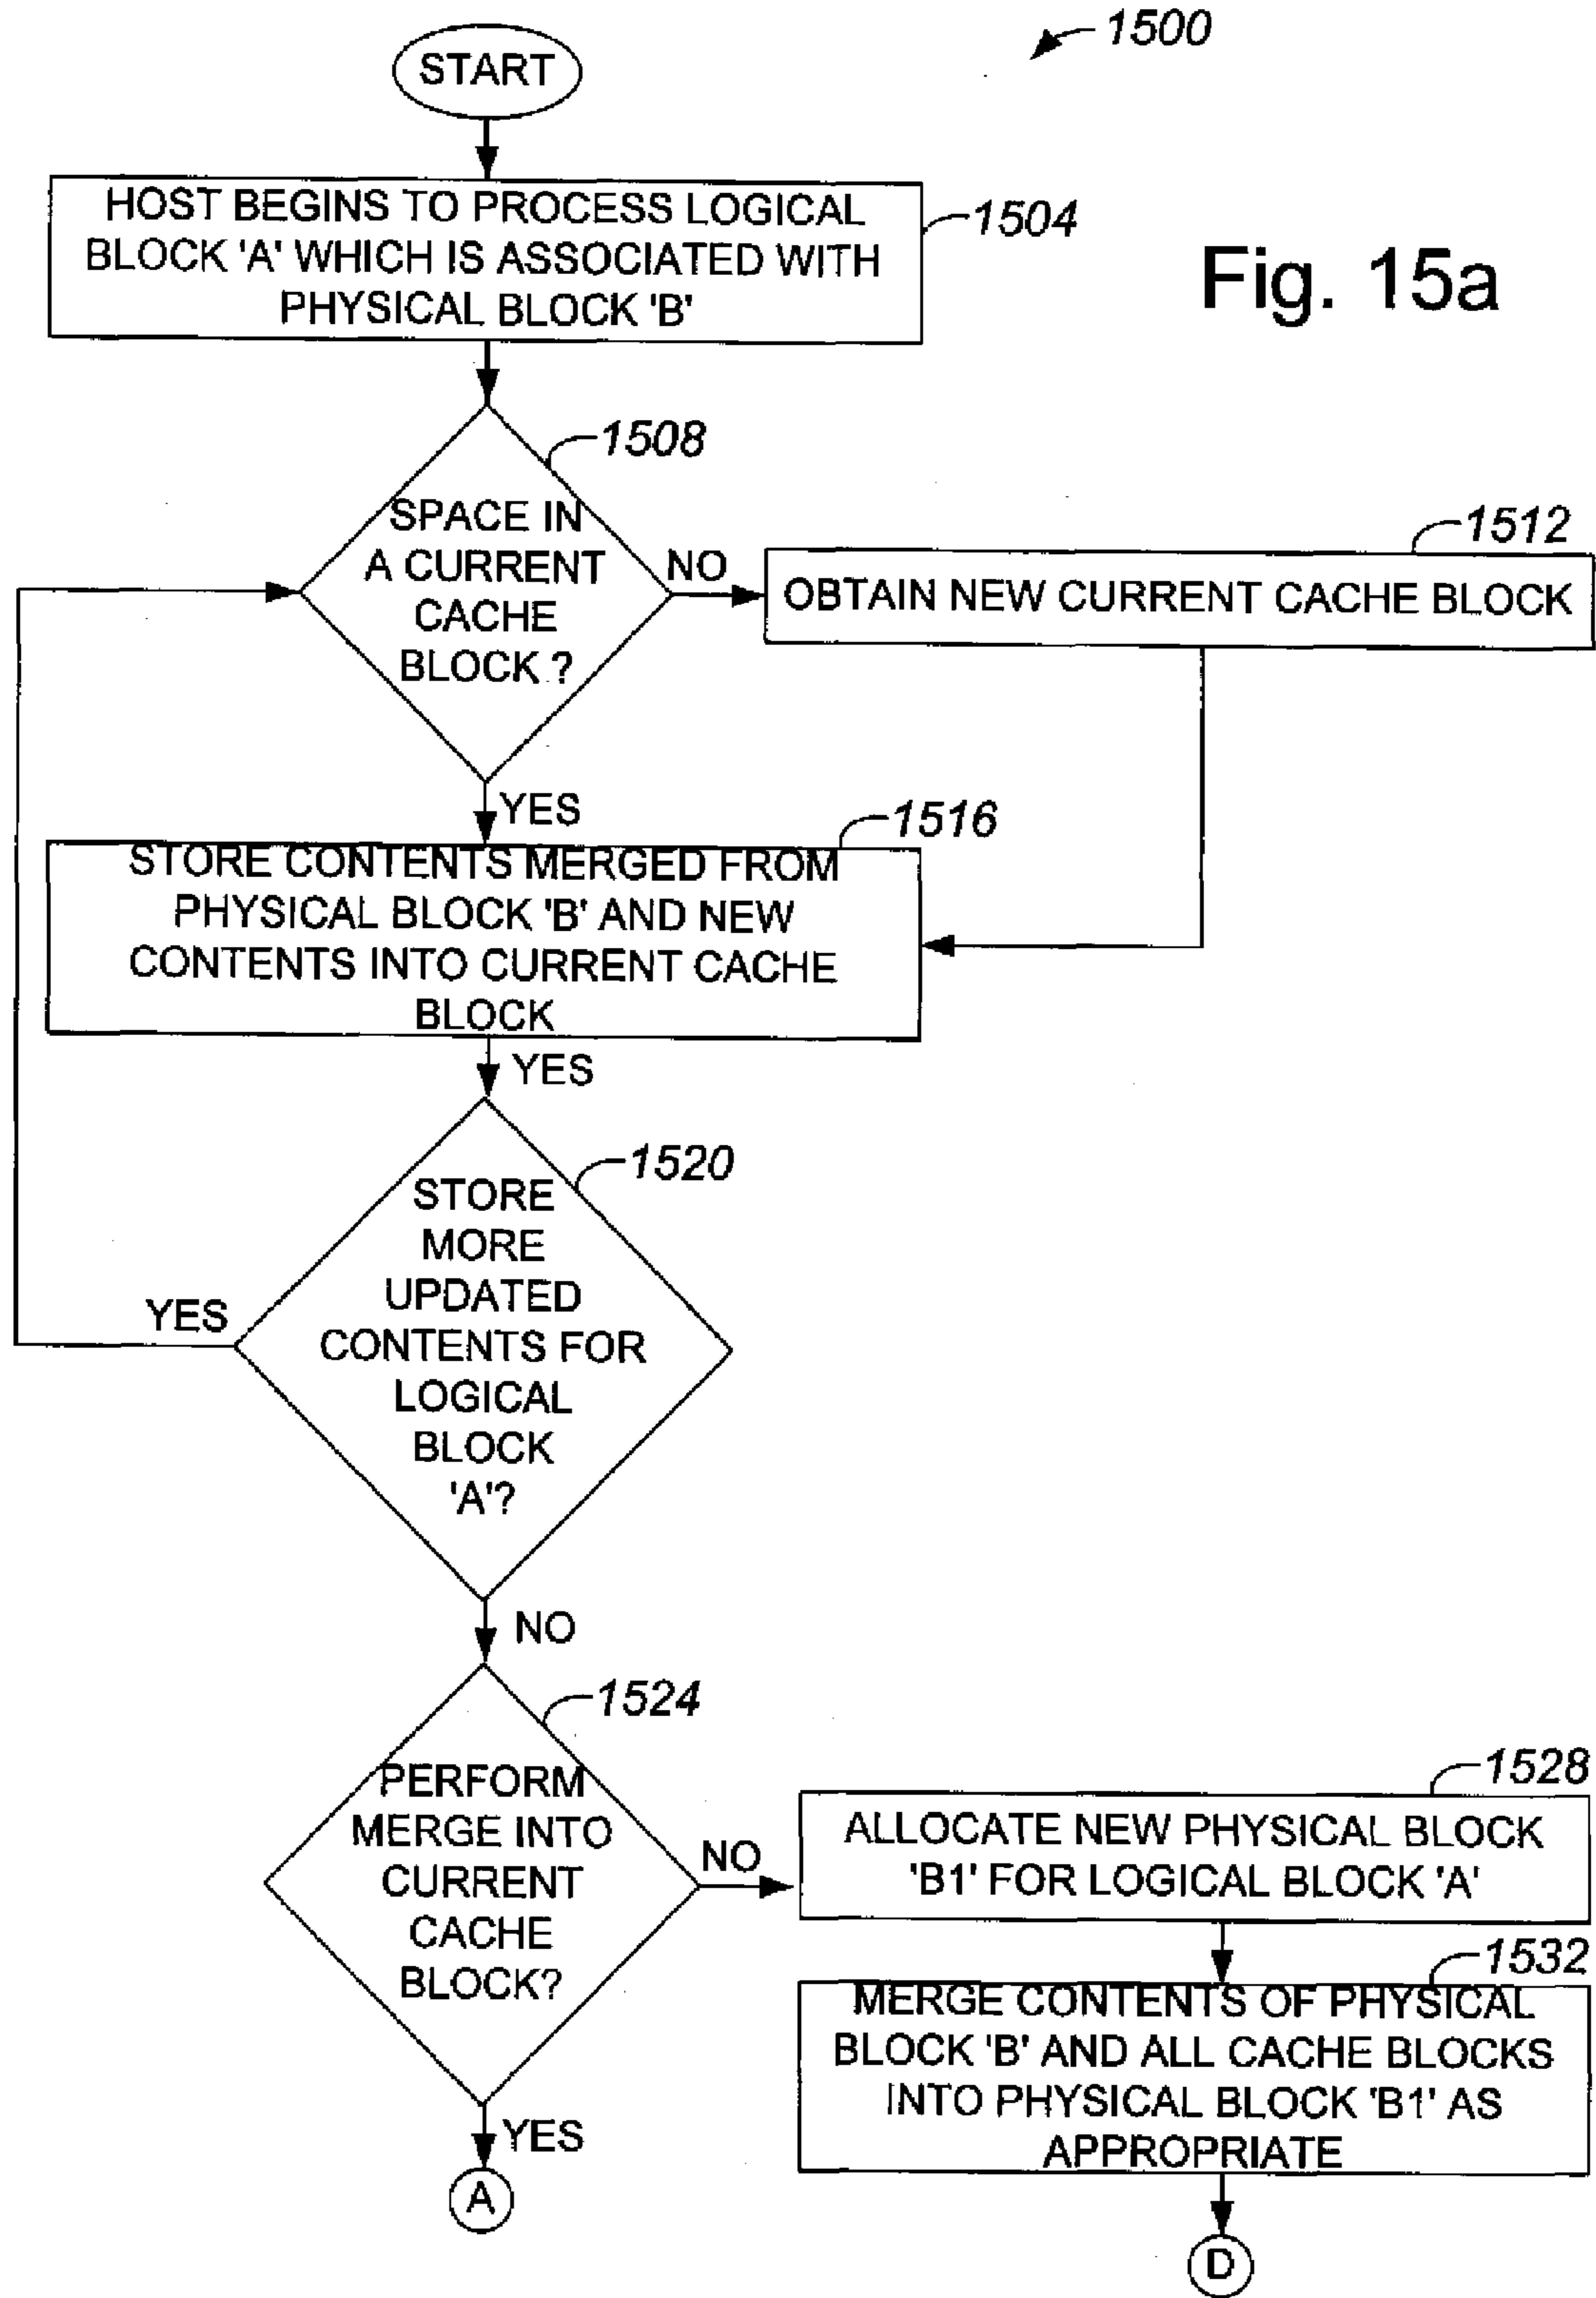 1500
START
HOST BEGINS TO PROCESS LOGICAL
BLOCK 'A' WHICH IS ASSOCIATED WITH
PHYSICAL BLOCK 'B'
1504
Fig. 15a
1508
SPACE IN
A CURRENT
CACHE
BLOCK ?
NO
1512
OBTAIN NEW CURRENT CACHE BLOCK
YES
1516
STORE CONTENTS MERGED FROM
PHYSICAL BLOCK 'B' AND NEW
CONTENTS INTO CURRENT CACHE
BLOCK
YES
1520
STORE
MORE
UPDATED
CONTENTS FOR
LOGICAL
BLOCK
'A'?
YES
NO
1524
PERFORM
MERGE INTO
CURRENT
CACHE
BLOCK?
NO
1528
ALLOCATE NEW PHYSICAL BLOCK
'B1' FOR LOGICAL BLOCK 'A'
1532
MERGE CONTENTS OF PHYSICAL
BLOCK 'B' AND ALL CACHE BLOCKS
INTO PHYSICAL BLOCK 'B1' AS
APPROPRIATE
YES
A
D